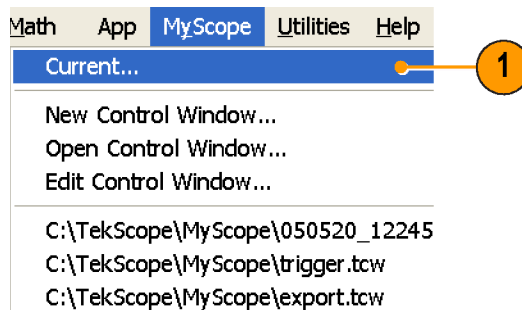 Math App MyScope Utilities Help
Current...
1
New Control Window...
Open Control Window...
Edit Control Window...
C:\TekScope\MyScope\050520_12245
C:\TekScope\MyScope\trigger.tcw
C:\TekScope\MyScope\export.tcw